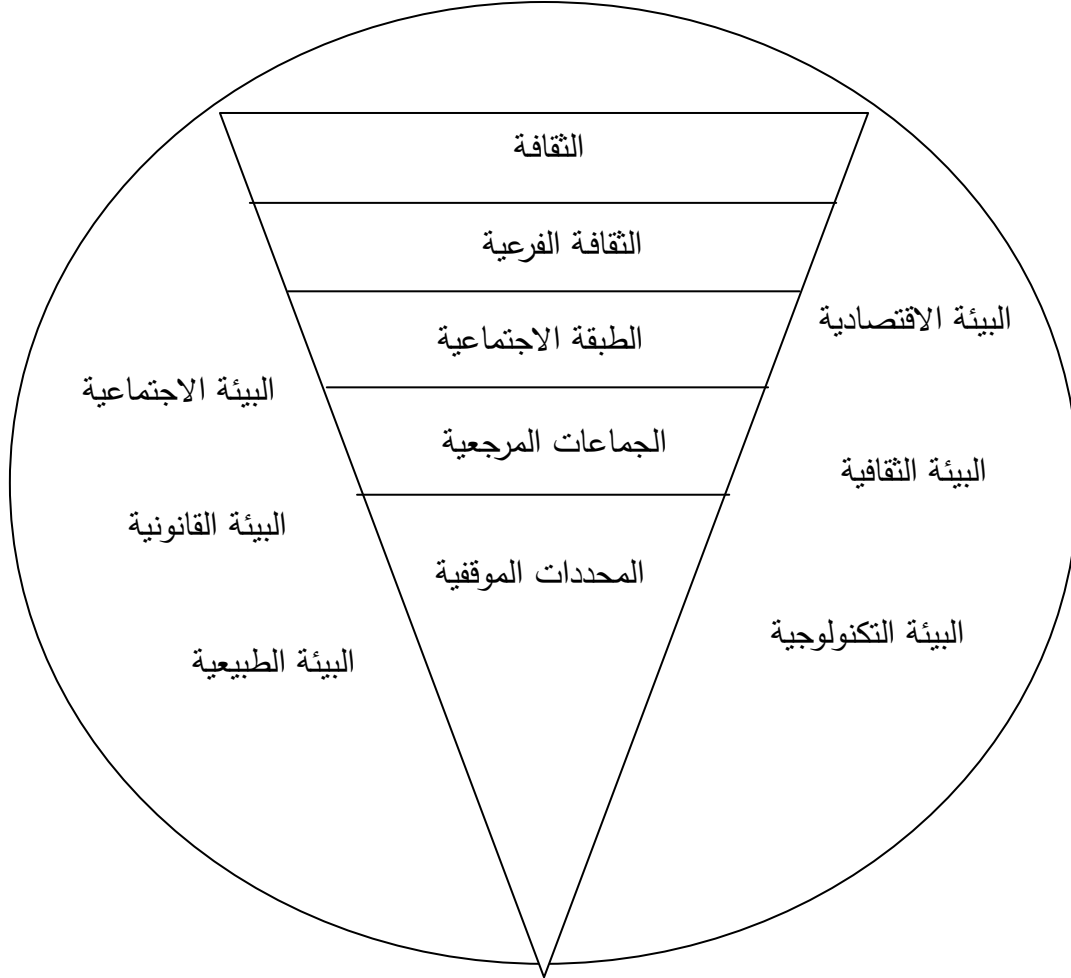 الثقافة
الثقافة الفرعية
الطبقة الاجتماعية
الجماعات المرجعية
المحددات الموقفية
البيئة الاقتصادية
البيئة الثقافية
البيئة التكنولوجية
البيئة الاجتماعية
البيئة القانونية
البيئة الطبيعية